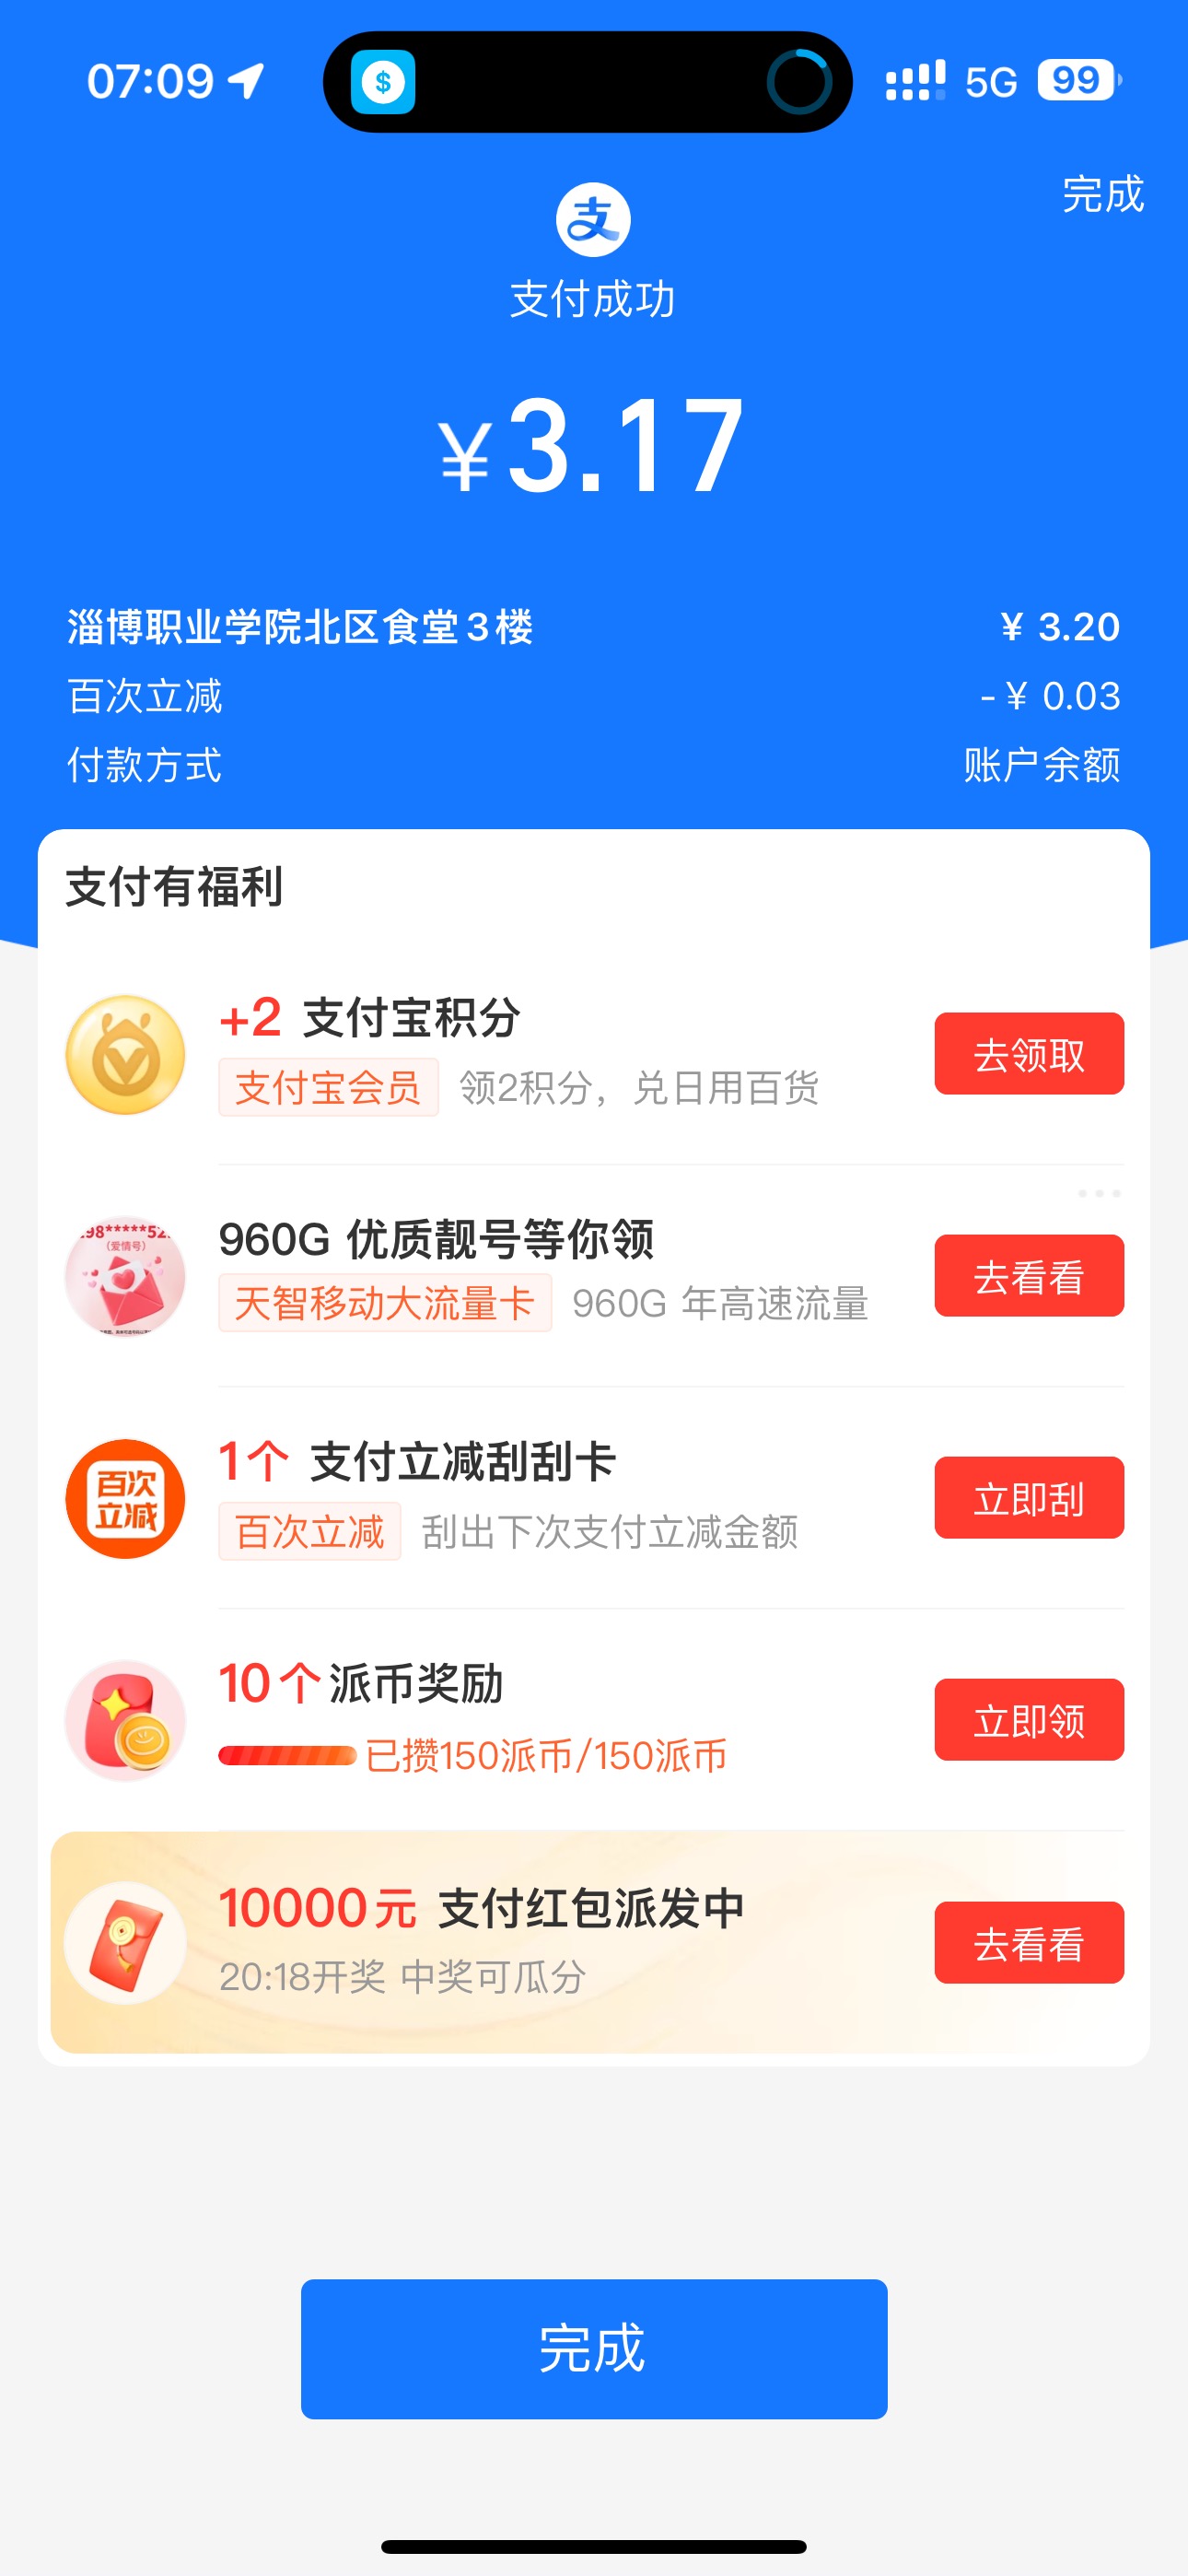 07:09
$
5G
99
完成
支
支付成功
¥3.17
淄博职业学院北区食堂3楼 ¥ 3.20
百次立减 -¥ 0.03
付款方式 账户余额
支付有福利
+2 支付宝积分
支付宝会员 领2积分，兑日用百货
去领取
98*****52
(爱情号)
960G 优质靓号等你领
天智移动大流量卡 960G 年高速流量
去看看
百次
立减
1个 支付立减刮刮卡
百次立减 刮出下次支付立减金额
立即刮
10个派币奖励
已攒150派币/150派币
立即领
10000元 支付红包派发中
20:18开奖 中奖可瓜分
去看看
完成